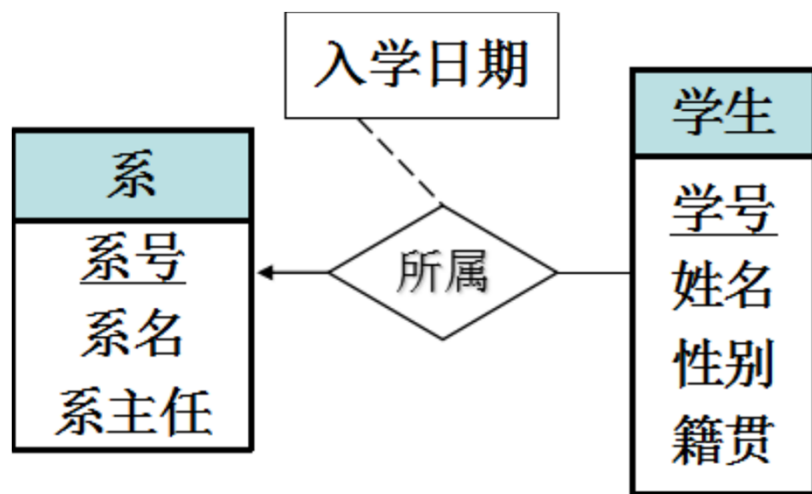 入学日期
系
系号
系名
系主任
所属
学生
学号
姓名
性别
籍贯